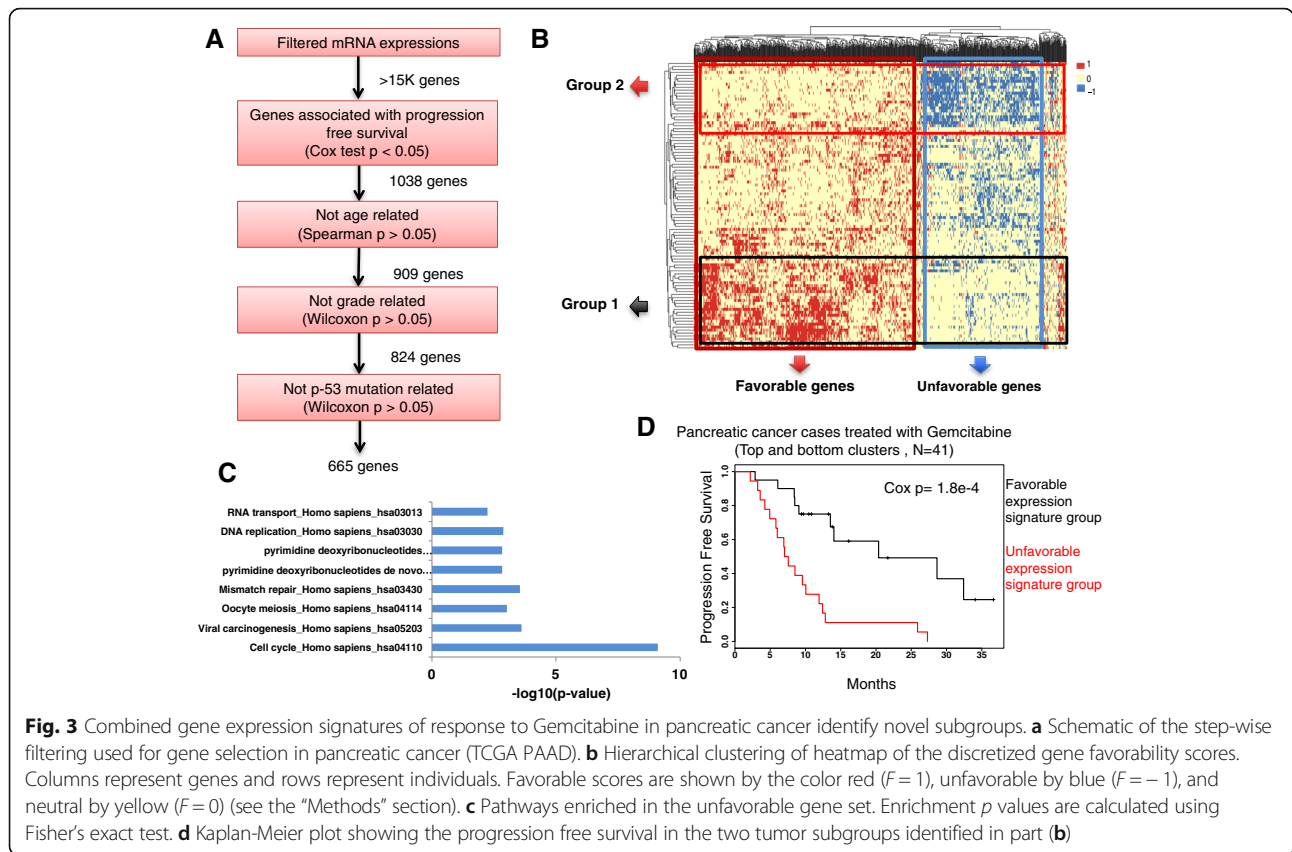 A
Filtered mRNA expressions
>15K genes
Genes associated with progression
free survival
(Cox test p < 0.05)
1038 genes
Not age related
(Spearman p > 0.05)
909 genes
Not grade related
(Wilcoxon p > 0.05)
824 genes
Not p-53 mutation related
(Wilcoxon p > 0.05)
665 genes
B
1
0
−1
Group 2
Group 1
Favorable genes
Unfavorable genes
C
RNA transport_Homo sapiens_hsa03013
DNA replication_Homo sapiens_hsa03030
pyrimidine deoxyribonucleotides...
pyrimidine deoxyribonucleotides de novo...
Mismatch repair_Homo sapiens_hsa03430
Oocyte meiosis_Homo sapiens_hsa04114
Viral carcinogenesis_Homo sapiens_hsa05203
Cell cycle_Homo sapiens_hsa04110
0 5 10
-log10(p-value)
D
Pancreatic cancer cases treated with Gemcitabine
(Top and bottom clusters , N=41)
Progression Free Survival
1.0
0.8
0.6
0.4
0.2
0.0
Cox p= 1.8e-4
Favorable
expression
signature group
Unfavorable
expression
signature group
0 5 10 15 20 25 30 35
Months
Fig. 3 Combined gene expression signatures of response to Gemcitabine in pancreatic cancer identify novel subgroups. a Schematic of the step-wise
filtering used for gene selection in pancreatic cancer (TCGA PAAD). b Hierarchical clustering of heatmap of the discretized gene favorability scores.
Columns represent genes and rows represent individuals. Favorable scores are shown by the color red (F = 1), unfavorable by blue (F = − 1), and
neutral by yellow (F = 0) (see the “Methods” section). c Pathways enriched in the unfavorable gene set. Enrichment p values are calculated using
Fisher’s exact test. d Kaplan-Meier plot showing the progression free survival in the two tumor subgroups identified in part (b)